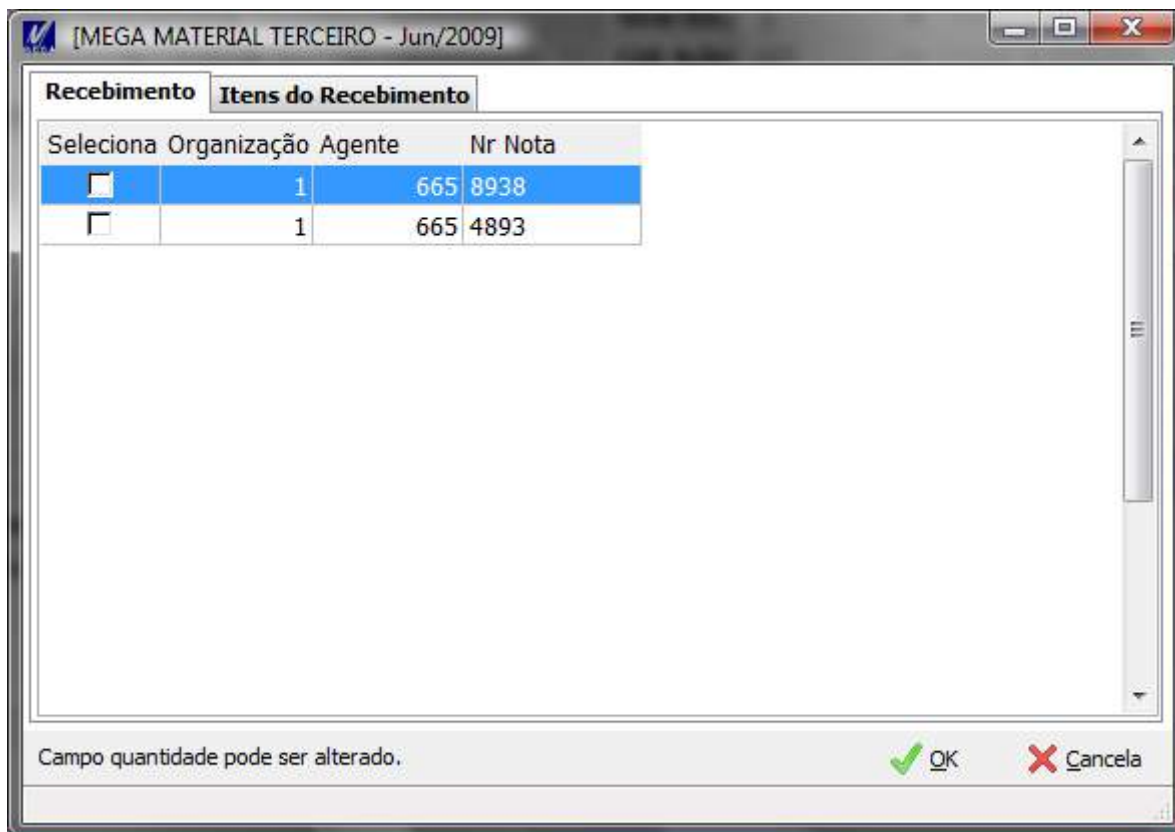 [MEGA MATERIAL TERCEIRO - Jun/2009]
Recebimento Itens do Recebimento
Seleciona Organização Agente Nr Nota
1 665 8938
1 665 4893
Campo quantidade pode ser alterado.
OK Cancela